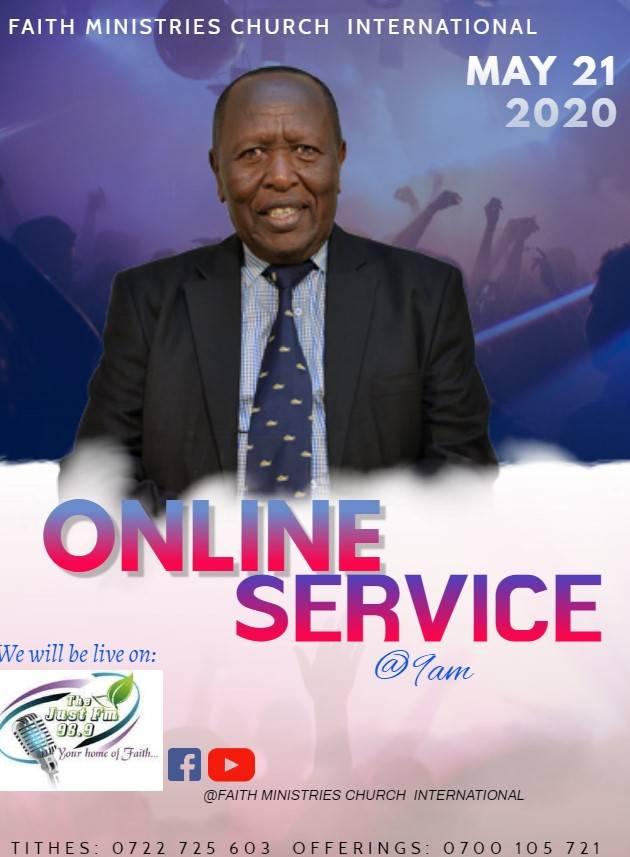 FAITH MINISTRIES CHURCH INTERNATIONAL
MAY 21
2020
ONLINE
SERVICE
@9am
We will be live on:
The
Just Fm
98.9
Your home of Faith...
@FAITH MINISTRIES CHURCH INTERNATIONAL
TITHES: 0722 725 603 OFFERINGS: 0700 105 721